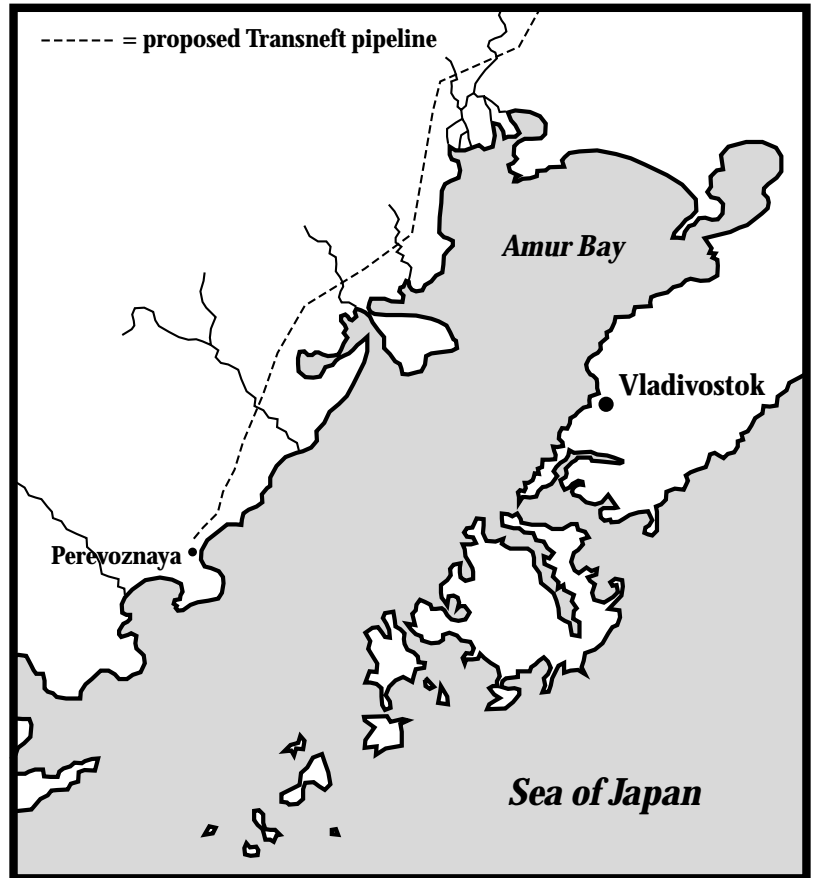 = proposed Transneft pipeline
Amur Bay
Vladivostok
Perevoznaya
Sea of Japan